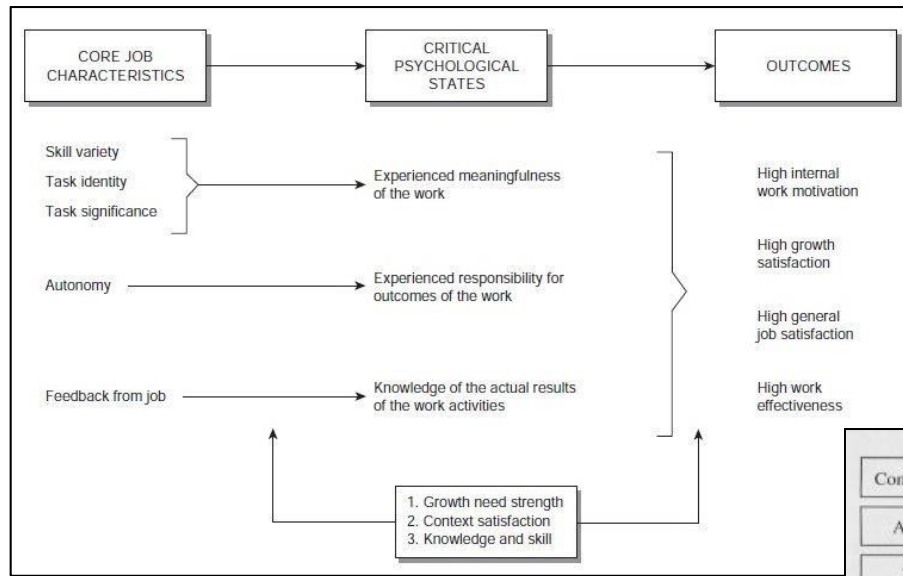 CORE JOB
CHARACTERISTICS
CRITICAL
PSYCHOLOGICAL
STATES
OUTCOMES
Skill variety
Task identity
Task significance
Experienced meaningfulness
of the work
High internal
work motivation
High growth
satisfaction
Autonomy
Experienced responsibility for
outcomes of the work
High general
job satisfaction
Feedback from job
Knowledge of the actual results
of the work activities
High work
effectiveness
1. Growth need strength
2. Context satisfaction
3. Knowledge and skill